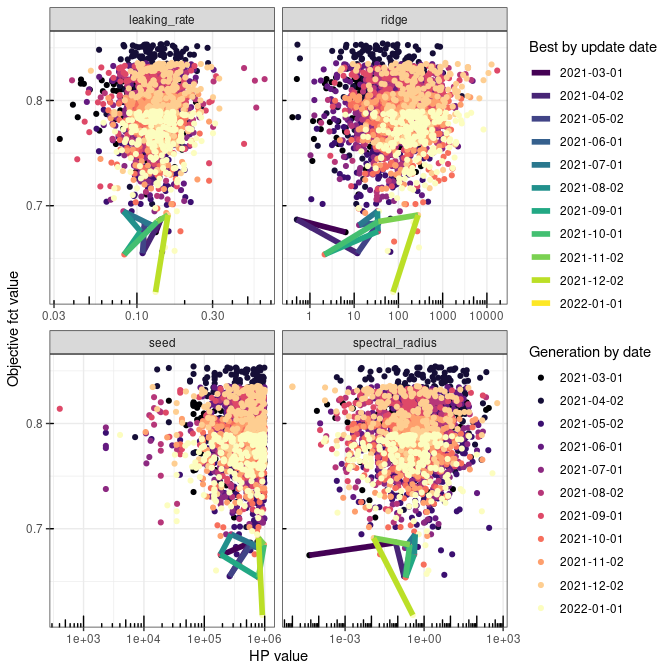 leaking_rate
ridge
Best by update date
2021-03-01
2021-04-02
2021-05-02
2021-06-01
2021-07-01
2021-08-02
2021-09-01
2021-10-01
2021-11-02
2021-12-02
2022-01-01
0.8
0.7
0.03 0.10 0.30
1 10 100 1000 10000
Objective fct value
seed
spectral_radius
Generation by date
2021-03-01
2021-04-02
2021-05-02
2021-06-01
2021-07-01
2021-08-02
2021-09-01
2021-10-01
2021-11-02
2021-12-02
2022-01-01
0.8
0.7
1e+03 1e+04 1e+05 1e+06
1e-03 1e+00 1e+03
HP value